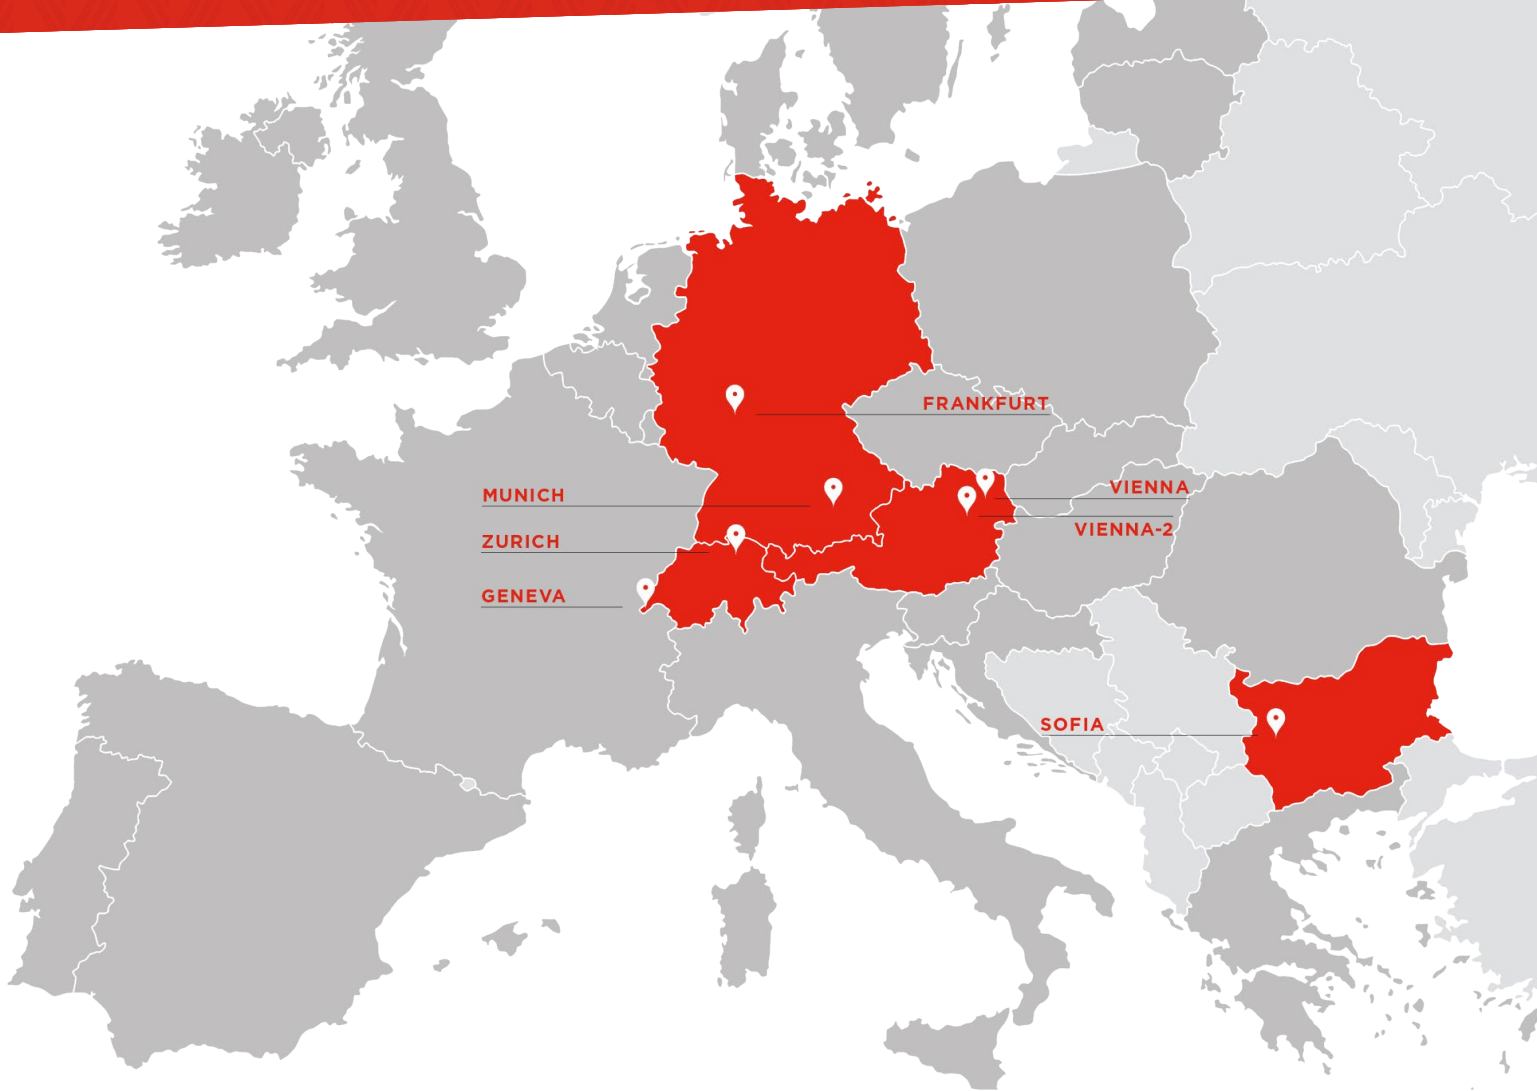 FRANKFURT
VIENNA
MUNICH
VIENNA-2
ZURICH
GENEVA
SOFIA